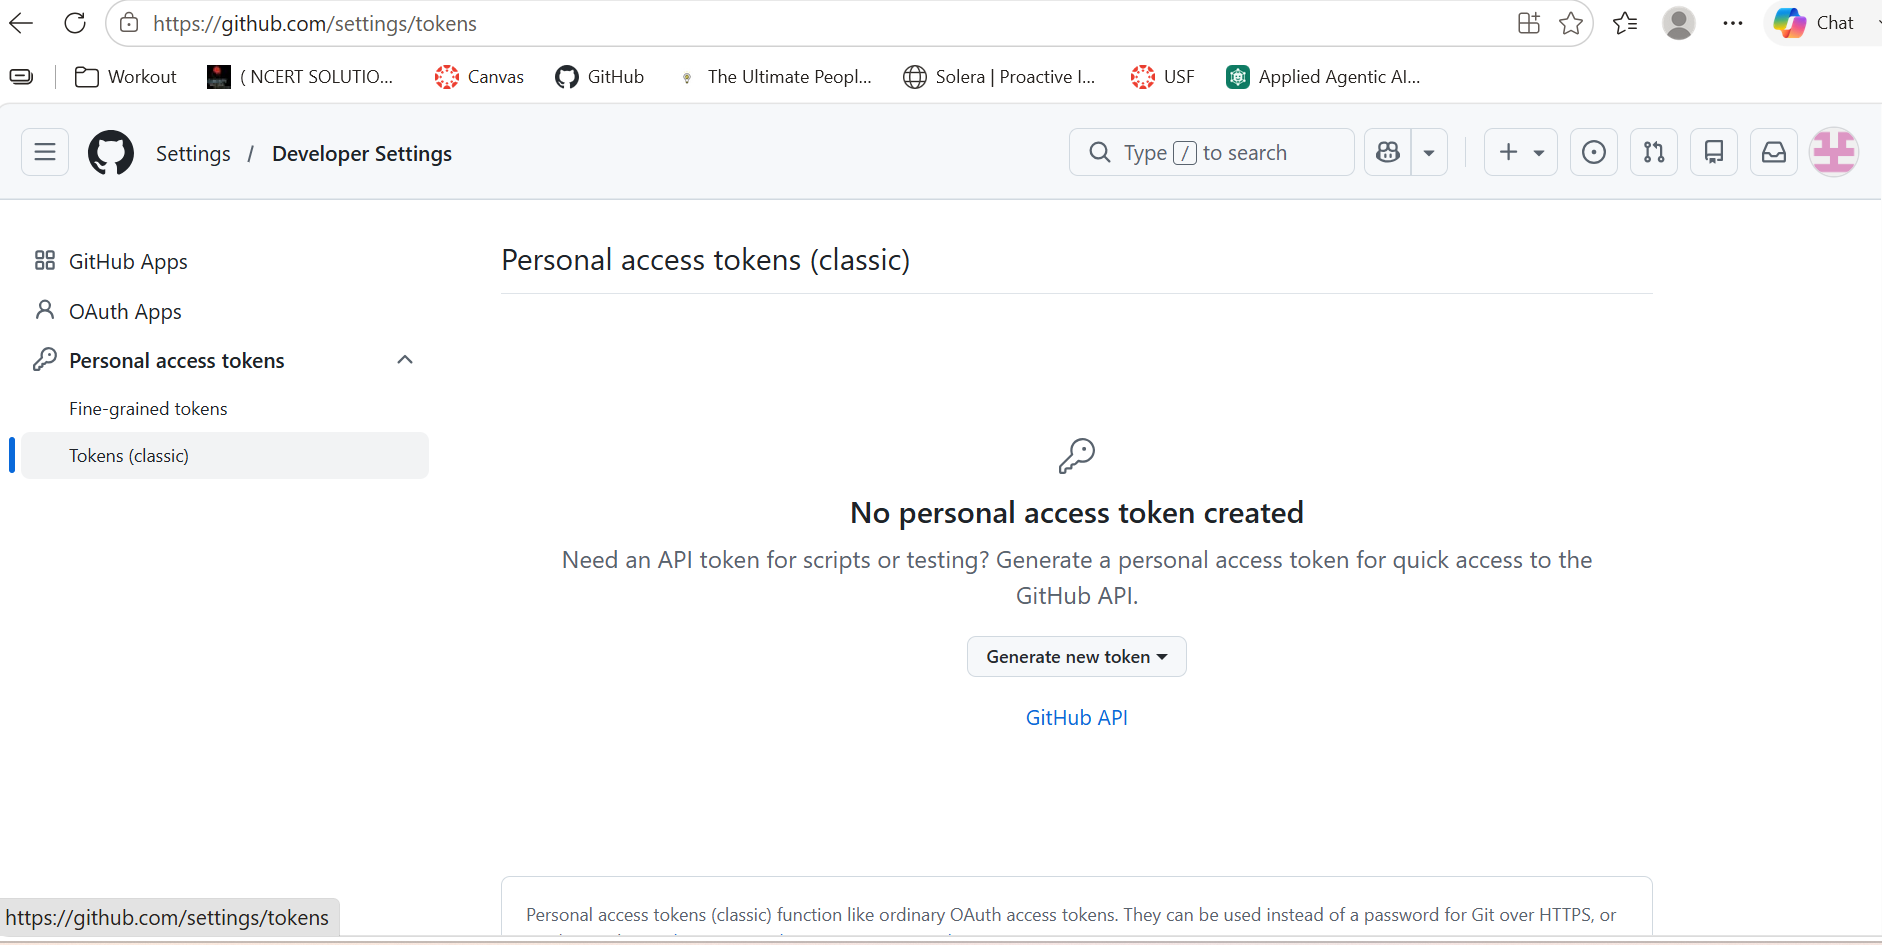 https://github.com/settings/tokens
Chat
Workout
( NCERT SOLUTIO...
Canvas
GitHub
The Ultimate Peopl...
Solera | Proactive I...
USF
Applied Agentic AI...
Settings / Developer Settings
Type / to search
GitHub Apps
OAuth Apps
Personal access tokens
Fine-grained tokens
Tokens (classic)
Personal access tokens (classic)
No personal access token created
Need an API token for scripts or testing? Generate a personal access token for quick access to the
GitHub API.
Generate new token
GitHub API
Personal access tokens (classic) function like ordinary OAuth access tokens. They can be used instead of a password for Git over HTTPS, or
https://github.com/settings/tokens